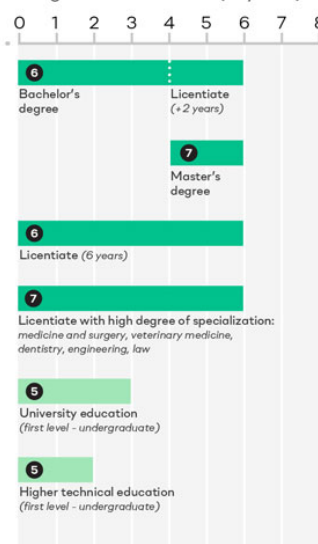 0 1 2 3 4 5 6 7
6
Bachelor's
degree
Licentiate
(+2 years)
7
Master's
degree
6
Licentiate (6 years)
7
Licentiate with high degree of specialization:
medicine and surgery, veterinary medicine,
dentistry, engineering, law
5
University education
(first level - undergraduate)
5
Higher technical education
(first level - undergraduate)